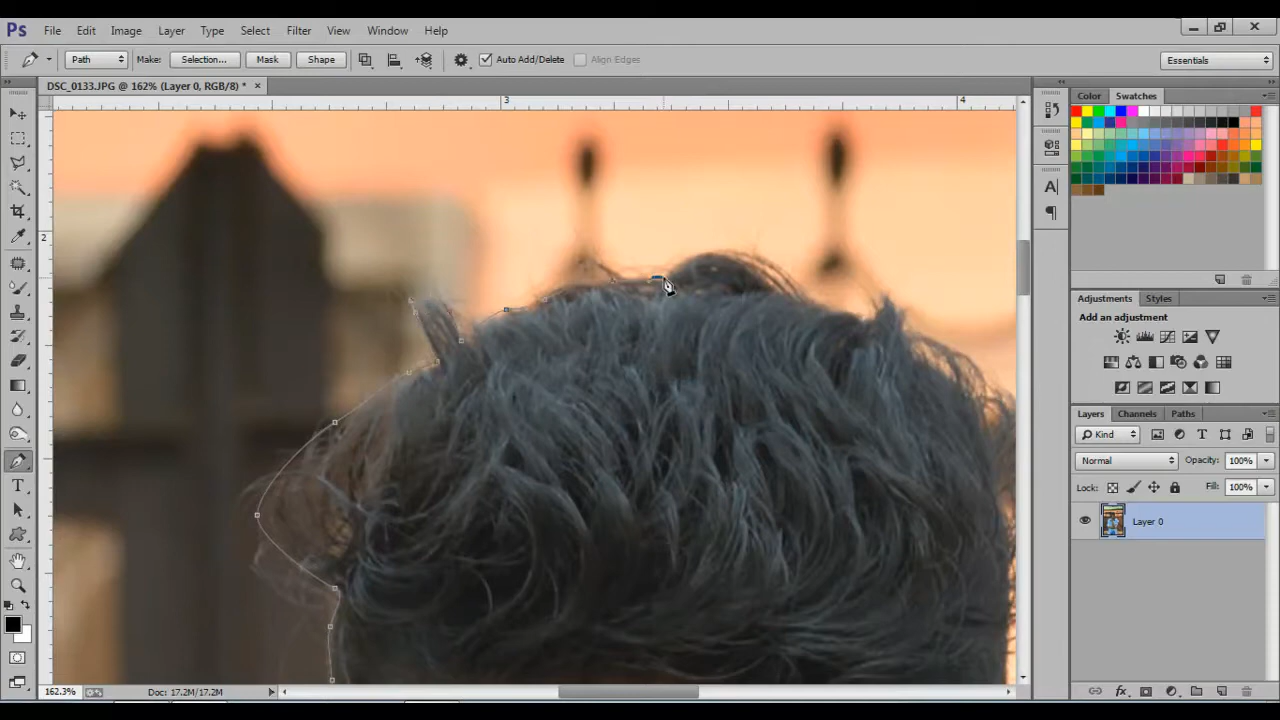 Ps File Edit Image Layer Type Select Filter View Window Help
Path Make: Selection... Mask Shape Auto Add/Delete Align Edges Essentials
DSC_0133.JPG @ 162% (Layer 0, RGB/8) * ×
3 4
2
Color Swatches
A|
Adjustments Styles
Add an adjustment
Layers Channels Paths
Kind
Normal Opacity: 100%
Lock: Fill: 100%
Layer 0
T
fx
162.3% Doc: 17.2M/17.2M